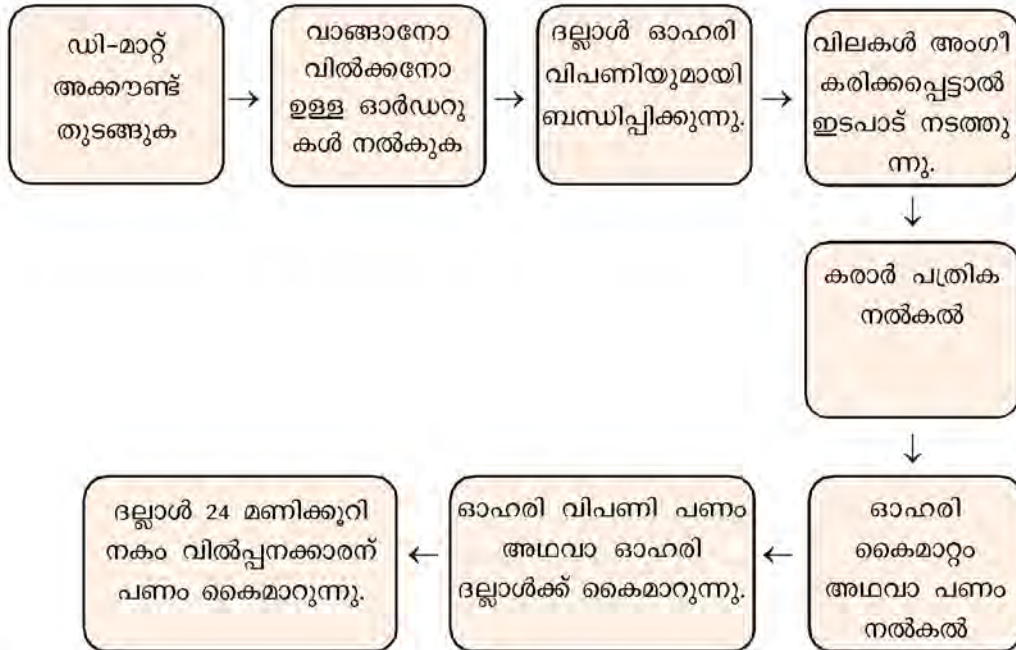 ഡി-മാറ്റ്
അക്കൗണ്ട്
തുടങ്ങുക
→
വാങ്ങാനോ
വിൽക്കനോ
ഉള്ള ഓർഡറു
കൾ നൽകുക
→
ദല്ലാൾ ഓഹരി
വിപണിയുമായി
ബന്ധിപ്പിക്കുന്നു.
→
വിലകൾ അംഗീ
കരിക്കപ്പെട്ടാൽ
ഇടപാട് നടത്തു
ന്നു.
↓
കരാർ പത്രിക
നൽകൽ
↓
ഓഹരി
കൈമാറ്റം
അഥവാ പണം
നൽകൽ
←
ഓഹരി വിപണി പണം
അഥവാ ഓഹരി
ദല്ലാൾക്ക് കൈമാറുന്നു.
←
ദല്ലാൾ 24 മണിക്കൂറി
നകം വിൽപ്പനക്കാരന്
പണം കൈമാറുന്നു.